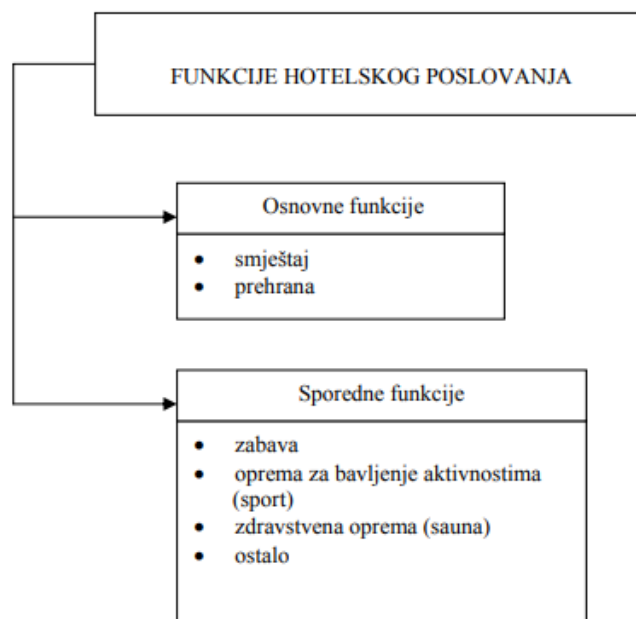 FUNKCIJE HOTELSKOG POSLOVANJA
Osnovne funkcije
• smještaj
• prehrana
Sporedne funkcije
• zabava
• oprema za bavljenje aktivnostima
(sport)
• zdravstvena oprema (sauna)
• ostalo